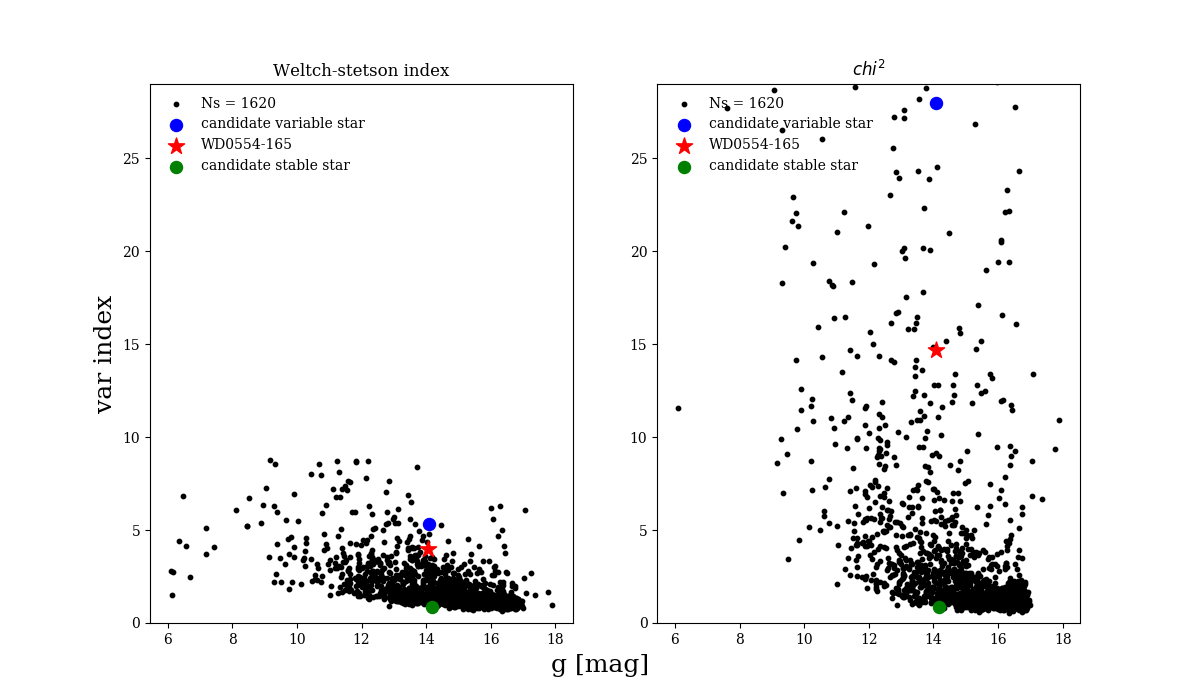 Weltch-stetson index
Ns = 1620
candidate variable star
WD0554-165
candidate stable star
25
20
15
10
5
0
6 8 10 12 14 16 18
var index
chi²
Ns = 1620
candidate variable star
WD0554-165
candidate stable star
25
20
15
10
5
0
6 8 10 12 14 16 18
g [mag]